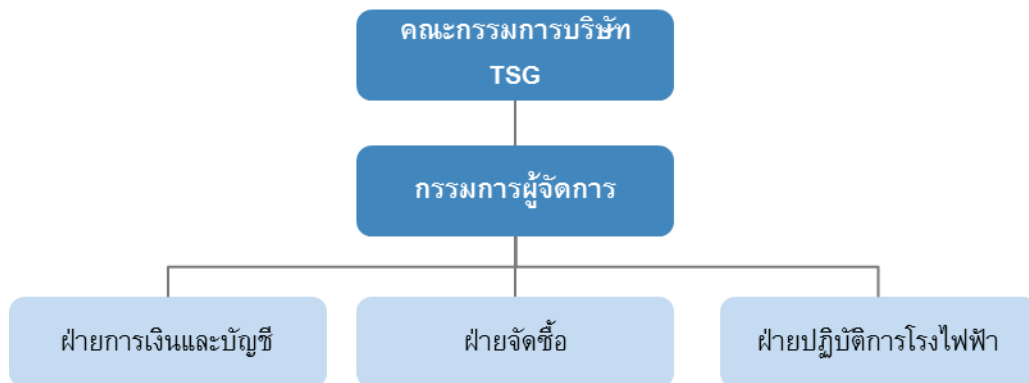 คณะกรรมการบริษัท
TSG
กรรมการผู้จัดการ
ฝ่ายการเงินและบัญชี
ฝ่ายจัดซื้อ
ฝ่ายปฏิบัติการโรงไฟฟ้า